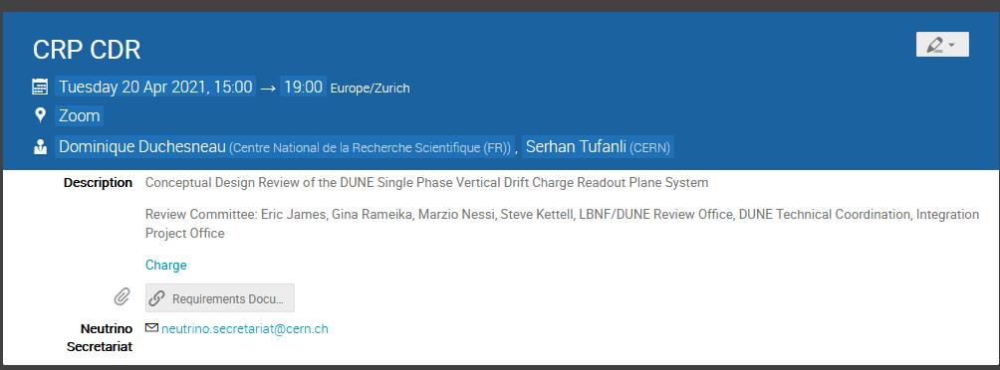 CRP CDR
Tuesday 20 Apr 2021, 15:00 → 19:00 Europe/Zurich
Zoom
Dominique Duchesneau (Centre National de la Recherche Scientifique (FR)) , Serhan Tufanli (CERN)
Description Conceptual Design Review of the DUNE Single Phase Vertical Drift Charge Readout Plane System
Review Committee: Eric James, Gina Rameika, Marzio Nessi, Steve Kettell, LBNF/DUNE Review Office, DUNE Technical Coordination, Integration
Project Office
Charge
Requirements Docu...
Neutrino neutrino.secretariat@cern.ch
Secretariat